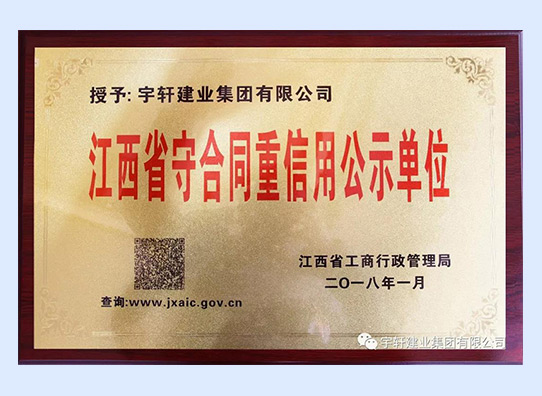 授予: 宇轩建业集团有限公司
江西省守合同重信用公示单位
江西省工商行政管理局
二〇一八年一月
查询:www.jxaic.gov.cn
宇轩建业集团有限公司